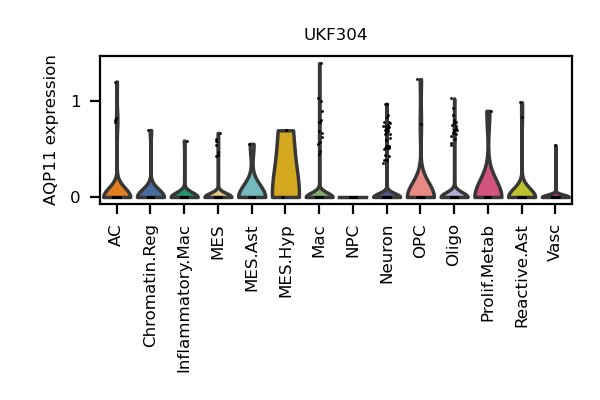 UKF304
AQP11 expression
1
0
AC
Chromatin.Reg
Inflammatory.Mac
MES
MES.Ast
MES.Hyp
Mac
NPC
Neuron
OPC
Oligo
Prolif.Metab
Reactive.Ast
Vasc